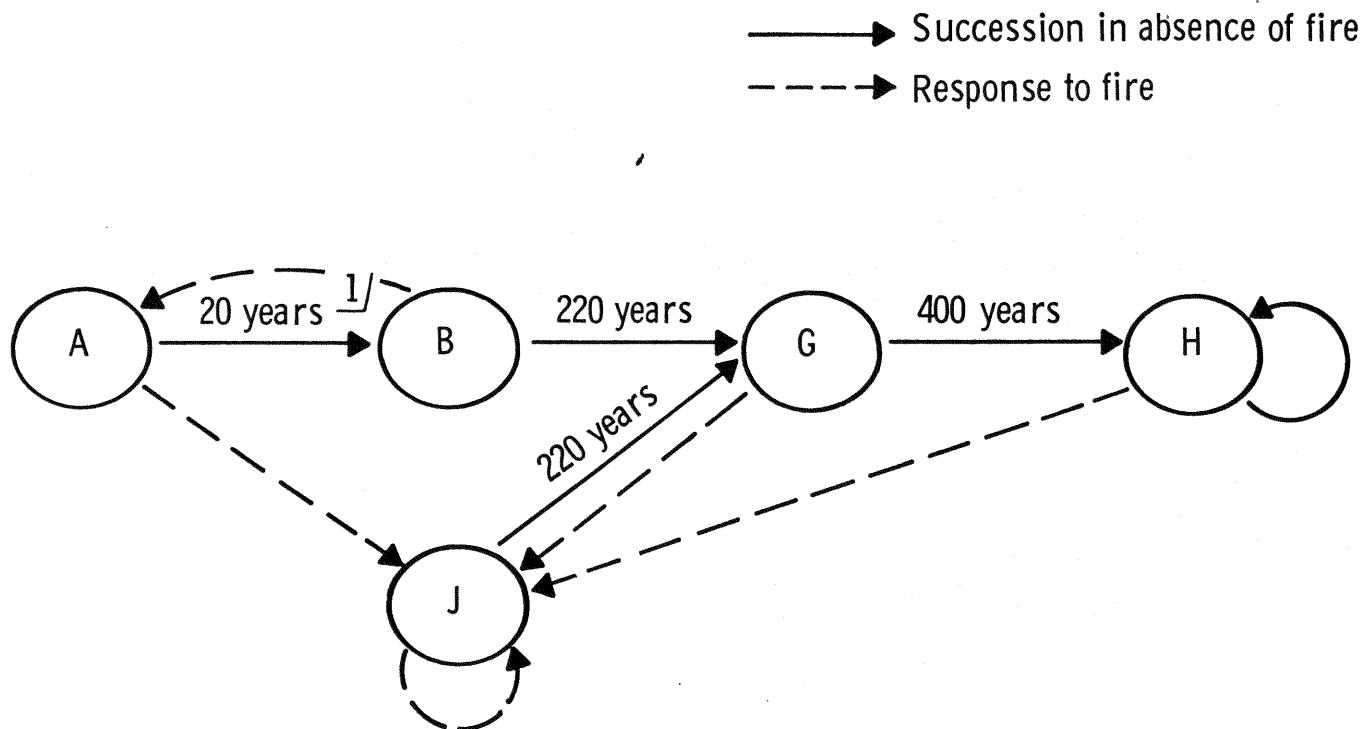 Succession in absence of fire
Response to fire
20 years 1/
220 years
400 years
A
B
G
H
220 years
J